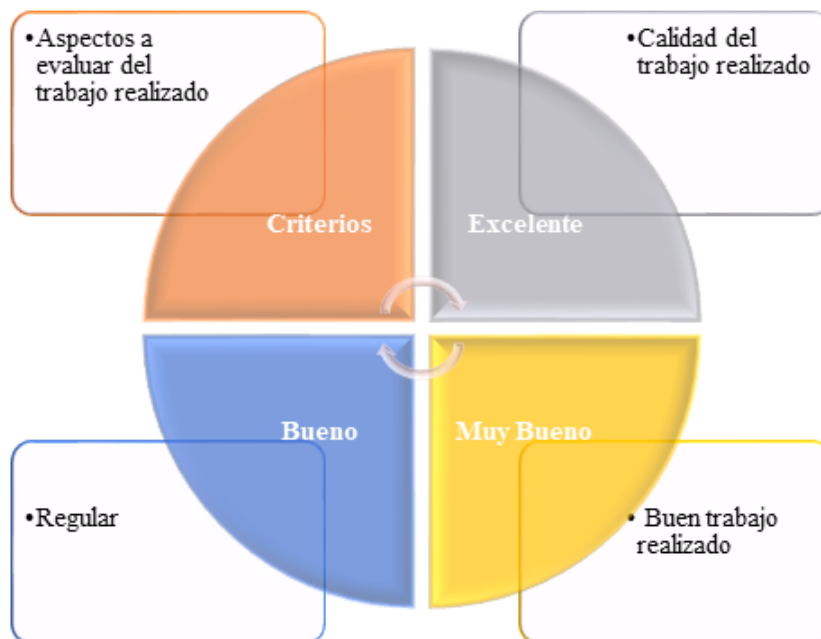 •Aspectos a
evaluar del
trabajo realizado
•Calidad del
trabajo realizado
Criterios
Excelente
Bueno
Muy Bueno
•Regular
• Buen trabajo
realizado